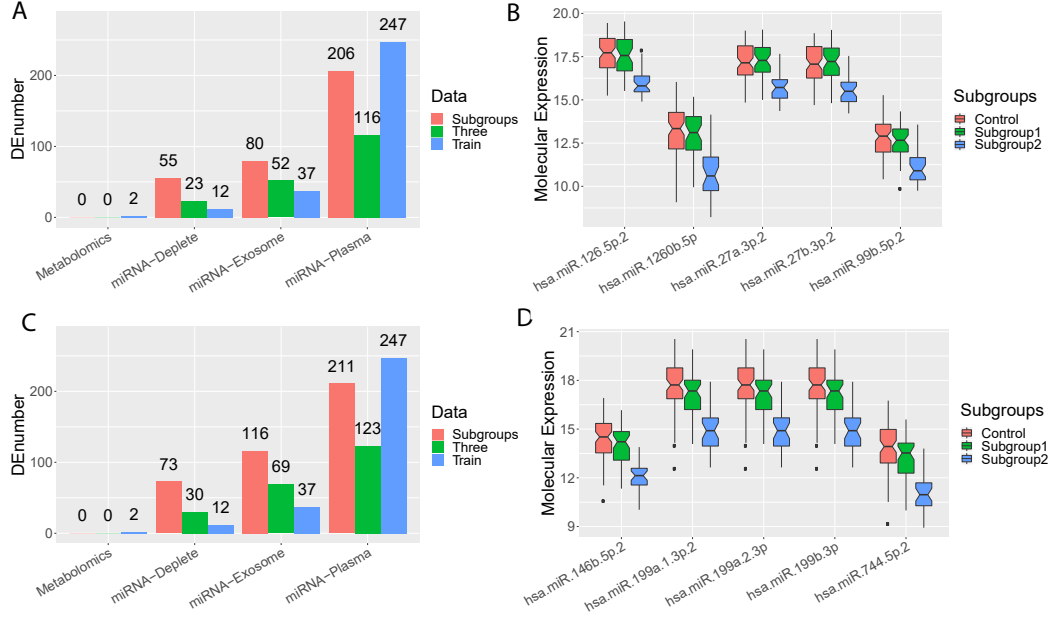 A
DEnumber
200
100
0
0 0 2
55 23 12
80 52 37
206 116 247
Metabolomics
miRNA−Deplete
miRNA−Exosome
miRNA−Plasma
Data
Subgroups
Three
Train
B
Molecular Expression
20.0
17.5
15.0
12.5
10.0
hsa.miR.126.5p.2
hsa.miR.1260b.5p
hsa.miR.27a.3p.2
hsa.miR.27b.3p.2
hsa.miR.99b.5p.2
Subgroups
Control
Subgroup1
Subgroup2
C
DEnumber
200
100
0
0 0 2
73 30 12
116 69 37
211 123 247
Metabolomics
miRNA−Deplete
miRNA−Exosome
miRNA−Plasma
Data
Subgroups
Three
Train
D
Molecular Expression
21
18
15
12
9
hsa.miR.146b.5p.2
hsa.miR.199a.1.3p.2
hsa.miR.199a.2.3p
hsa.miR.199b.3p
hsa.miR.744.5p.2
Subgroups
Control
Subgroup1
Subgroup2